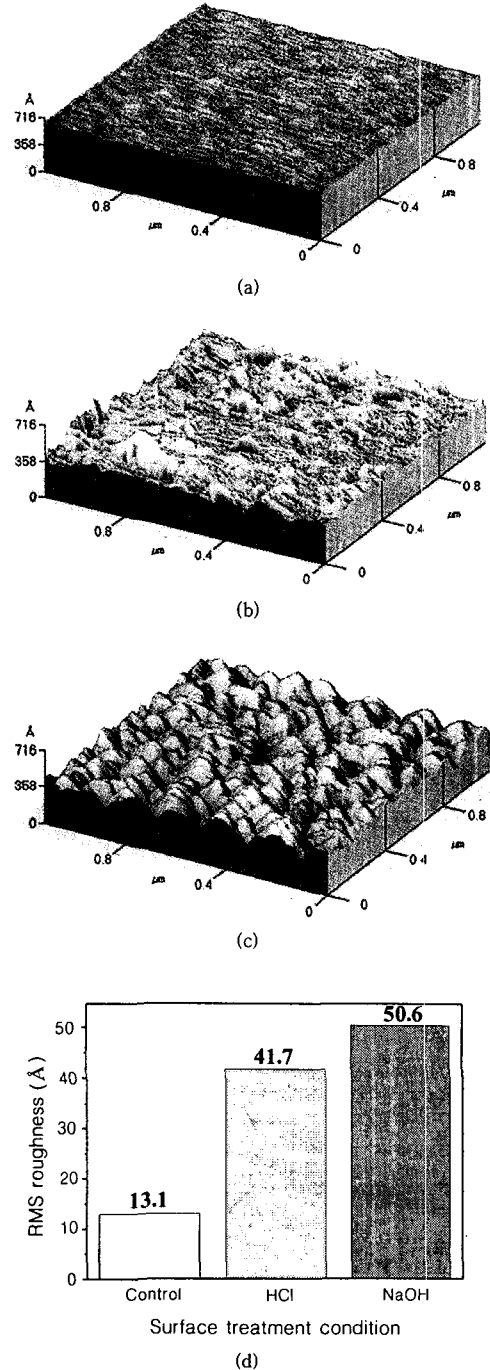 Å
716
358
0
0.8
μm
0.4
0
0
0.4
μm
0.8
(a)
Å
716
358
0
0.8
μm
0.4
0
0
0.4
μm
0.8
(b)
Å
716
368
0
0.8
μm
0.4
0
0
0.4
μm
0.8
(c)
RMS roughness (Å)
50
40
30
20
10
0
13.1
41.7
50.6
Control HCl NaOH
Surface treatment condition
(d)